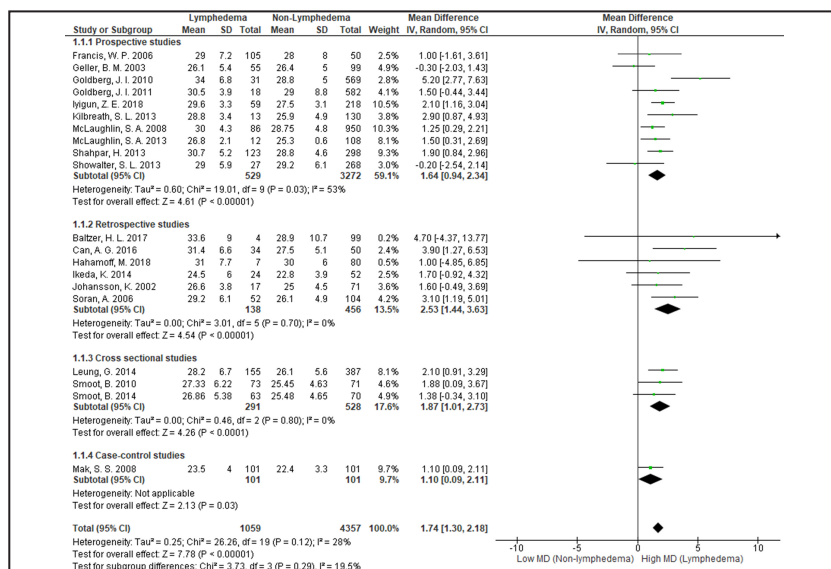 Lymphedema Non-Lymphedema Mean Difference Mean Difference
Study or Subgroup Mean SD Total Mean SD Total Weight IV, Random, 95% CI IV, Random, 95% CI
1.1.1 Prospective studies
Francis, W. P. 2006 29 7.2 105 28 8 50 2.5% 1.00 [-1.61, 3.61]
Geller, B. M. 2003 26.1 5.4 55 26.4 5 99 5.2% -0.30 [-2.03, 1.43]
Goldberg, J. I. 2010 34 6.8 31 28.8 5 569 2.8% 5.20 [2.77, 7.63]
Goldberg, J. I. 2011 30.5 3.9 18 29 8.8 582 4.4% 1.50 [-0.44, 3.44]
Iyigun, Z. E. 2018 29.6 3.3 59 27.5 3.1 218 11.0% 2.10 [1.16, 3.04]
Kilbreath, S. L. 2013 28.8 3.4 13 25.9 4.9 130 4.0% 2.90 [0.87, 4.93]
McLaughlin, S. A. 2008 30 4.3 86 28.75 4.8 950 10.8% 1.25 [0.29, 2.21]
McLaughlin, S. A. 2013 26.8 2.1 12 25.3 0.6 108 8.1% 1.50 [0.31, 2.69]
Shahpar, H. 2013 30.7 5.2 123 28.8 4.6 298 9.5% 1.90 [0.84, 2.96]
Showalter, S. L. 2013 29 5.9 27 29.2 6.1 268 3.1% -0.20 [-2.54, 2.14]
Subtotal (95% CI) 529 3272 59.1% 1.64 [0.94, 2.34]
Heterogeneity: Tau² = 0.60; Chi² = 19.01, df = 9 (P = 0.03); I² = 53%
Test for overall effect: Z = 4.61 (P < 0.00001)
1.1.2 Retrospective studies
Baltzer, H. L. 2017 33.6 9 4 28.9 10.7 99 0.2% 4.70 [-4.37, 13.77]
Can, A. G. 2016 31.4 6.6 34 27.5 5.1 50 2.5% 3.90 [1.27, 6.53]
Hahamoff, M. 2018 31 7.7 7 30 6 80 0.5% 1.00 [-4.85, 6.85]
Ikeda, K. 2014 24.5 6 24 22.8 3.9 52 2.5% 1.70 [-0.92, 4.32]
Johansson, K. 2002 26.6 3.8 17 25 4.5 71 3.8% 1.60 [-0.49, 3.69]
Soran, A. 2006 29.2 6.1 52 26.1 4.9 104 4.2% 3.10 [1.19, 5.01]
Subtotal (95% CI) 138 456 13.5% 2.53 [1.44, 3.63]
Heterogeneity: Tau² = 0.00; Chi² = 3.01, df = 5 (P = 0.70); I² = 0%
Test for overall effect: Z = 4.54 (P < 0.00001)
1.1.3 Cross sectional studies
Leung, G. 2014 28.2 6.7 155 26.1 5.6 387 8.1% 2.10 [0.91, 3.29]
Smoot, B. 2010 27.33 6.22 73 25.45 4.63 71 4.6% 1.88 [0.09, 3.67]
Smoot, B. 2014 26.86 5.38 63 25.48 4.65 70 4.9% 1.38 [-0.34, 3.10]
Subtotal (95% CI) 291 528 17.6% 1.87 [1.01, 2.73]
Heterogeneity: Tau² = 0.00; Chi² = 0.46, df = 2 (P = 0.80); I² = 0%
Test for overall effect: Z = 4.26 (P < 0.0001)
1.1.4 Case-control studies
Mak, S. S. 2008 23.5 4 101 22.4 3.3 101 9.7% 1.10 [0.09, 2.11]
Subtotal (95% CI) 101 101 9.7% 1.10 [0.09, 2.11]
Heterogeneity: Not applicable
Test for overall effect: Z = 2.13 (P = 0.03)
Total (95% CI) 1059 4357 100.0% 1.74 [1.30, 2.18]
Heterogeneity: Tau² = 0.25; Chi² = 26.26, df = 19 (P = 0.12); I² = 28%
Test for overall effect: Z = 7.78 (P < 0.00001)
Test for subgroup differences: Chi² = 3.73, df = 3 (P = 0.29), I² = 19.5%
-10 -5 0 5 10
Low MD (Non-lymphedema) High MD (Lymphedema)